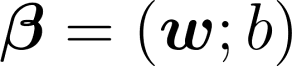 𝜷 = (𝒘; b)